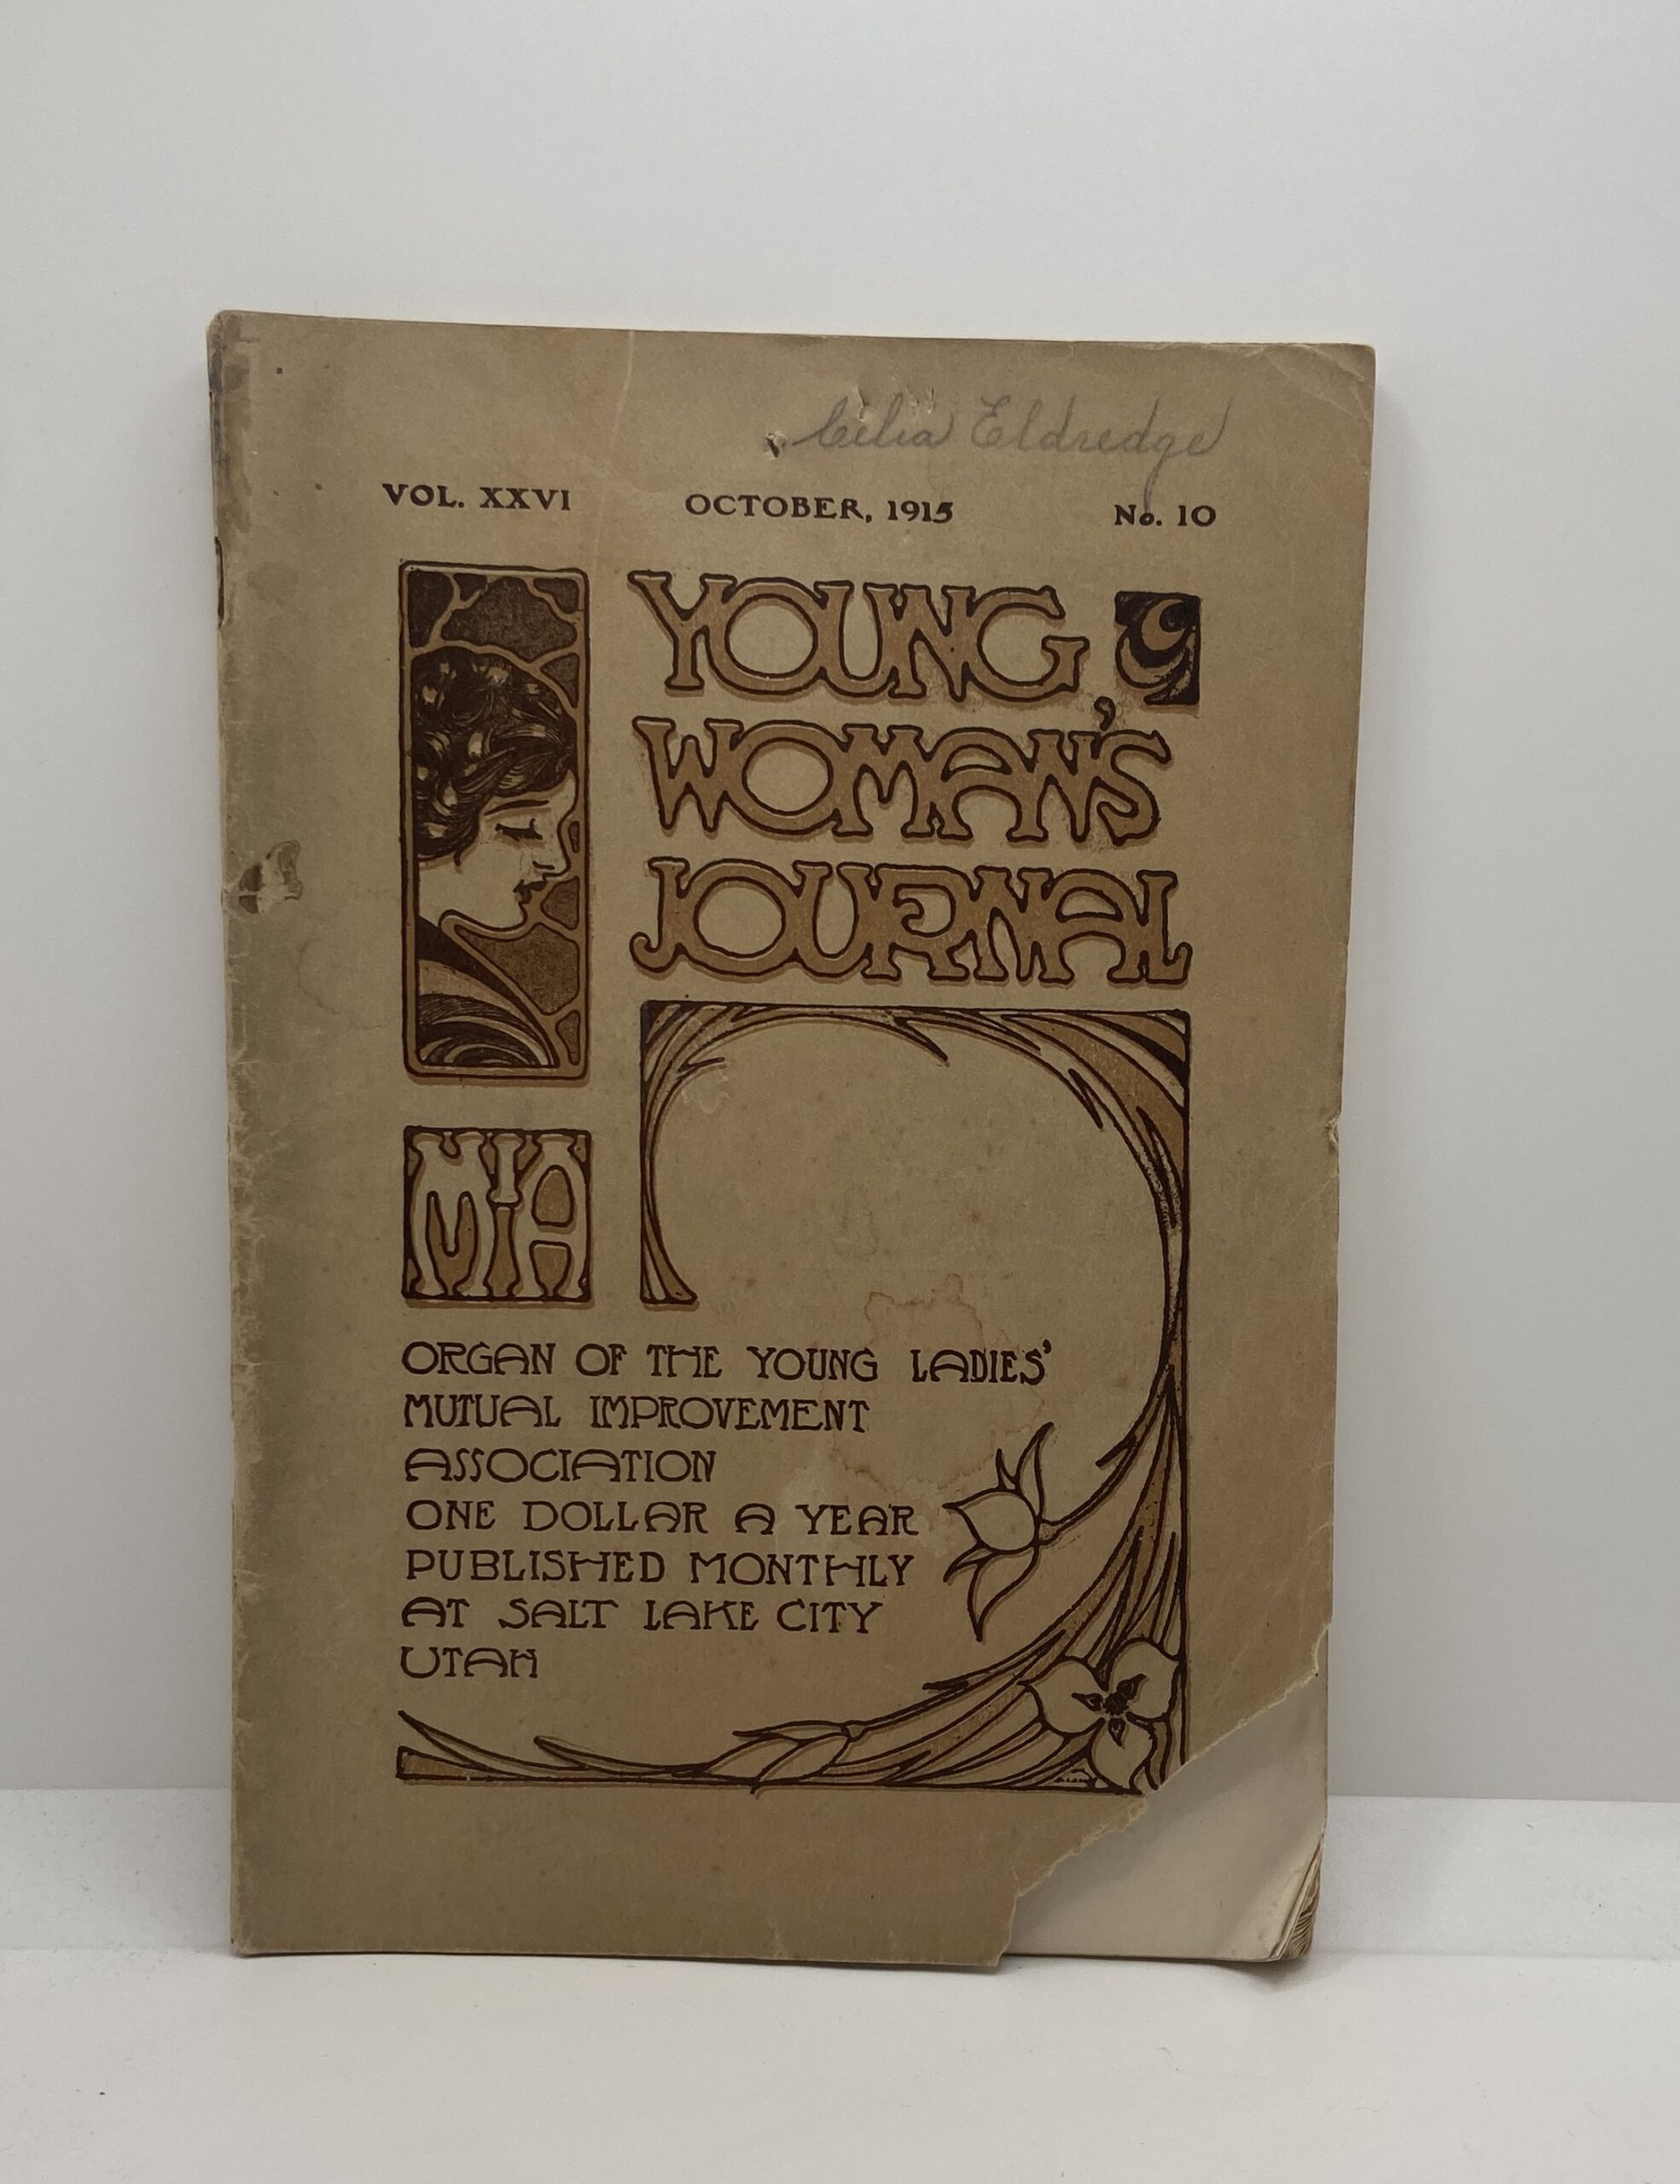 Celia Eldredge
VOL. XXVI OCTOBER, 1915 No. 10
YOUNG
WOMAN'S
JOURNAL
MIA
ORGAN OF THE YOUNG LADIES'
MUTUAL IMPROVEMENT
ASSOCIATION
ONE DOLLAR A YEAR
PUBLISHED MONTHLY
AT SALT LAKE CITY
UTAH